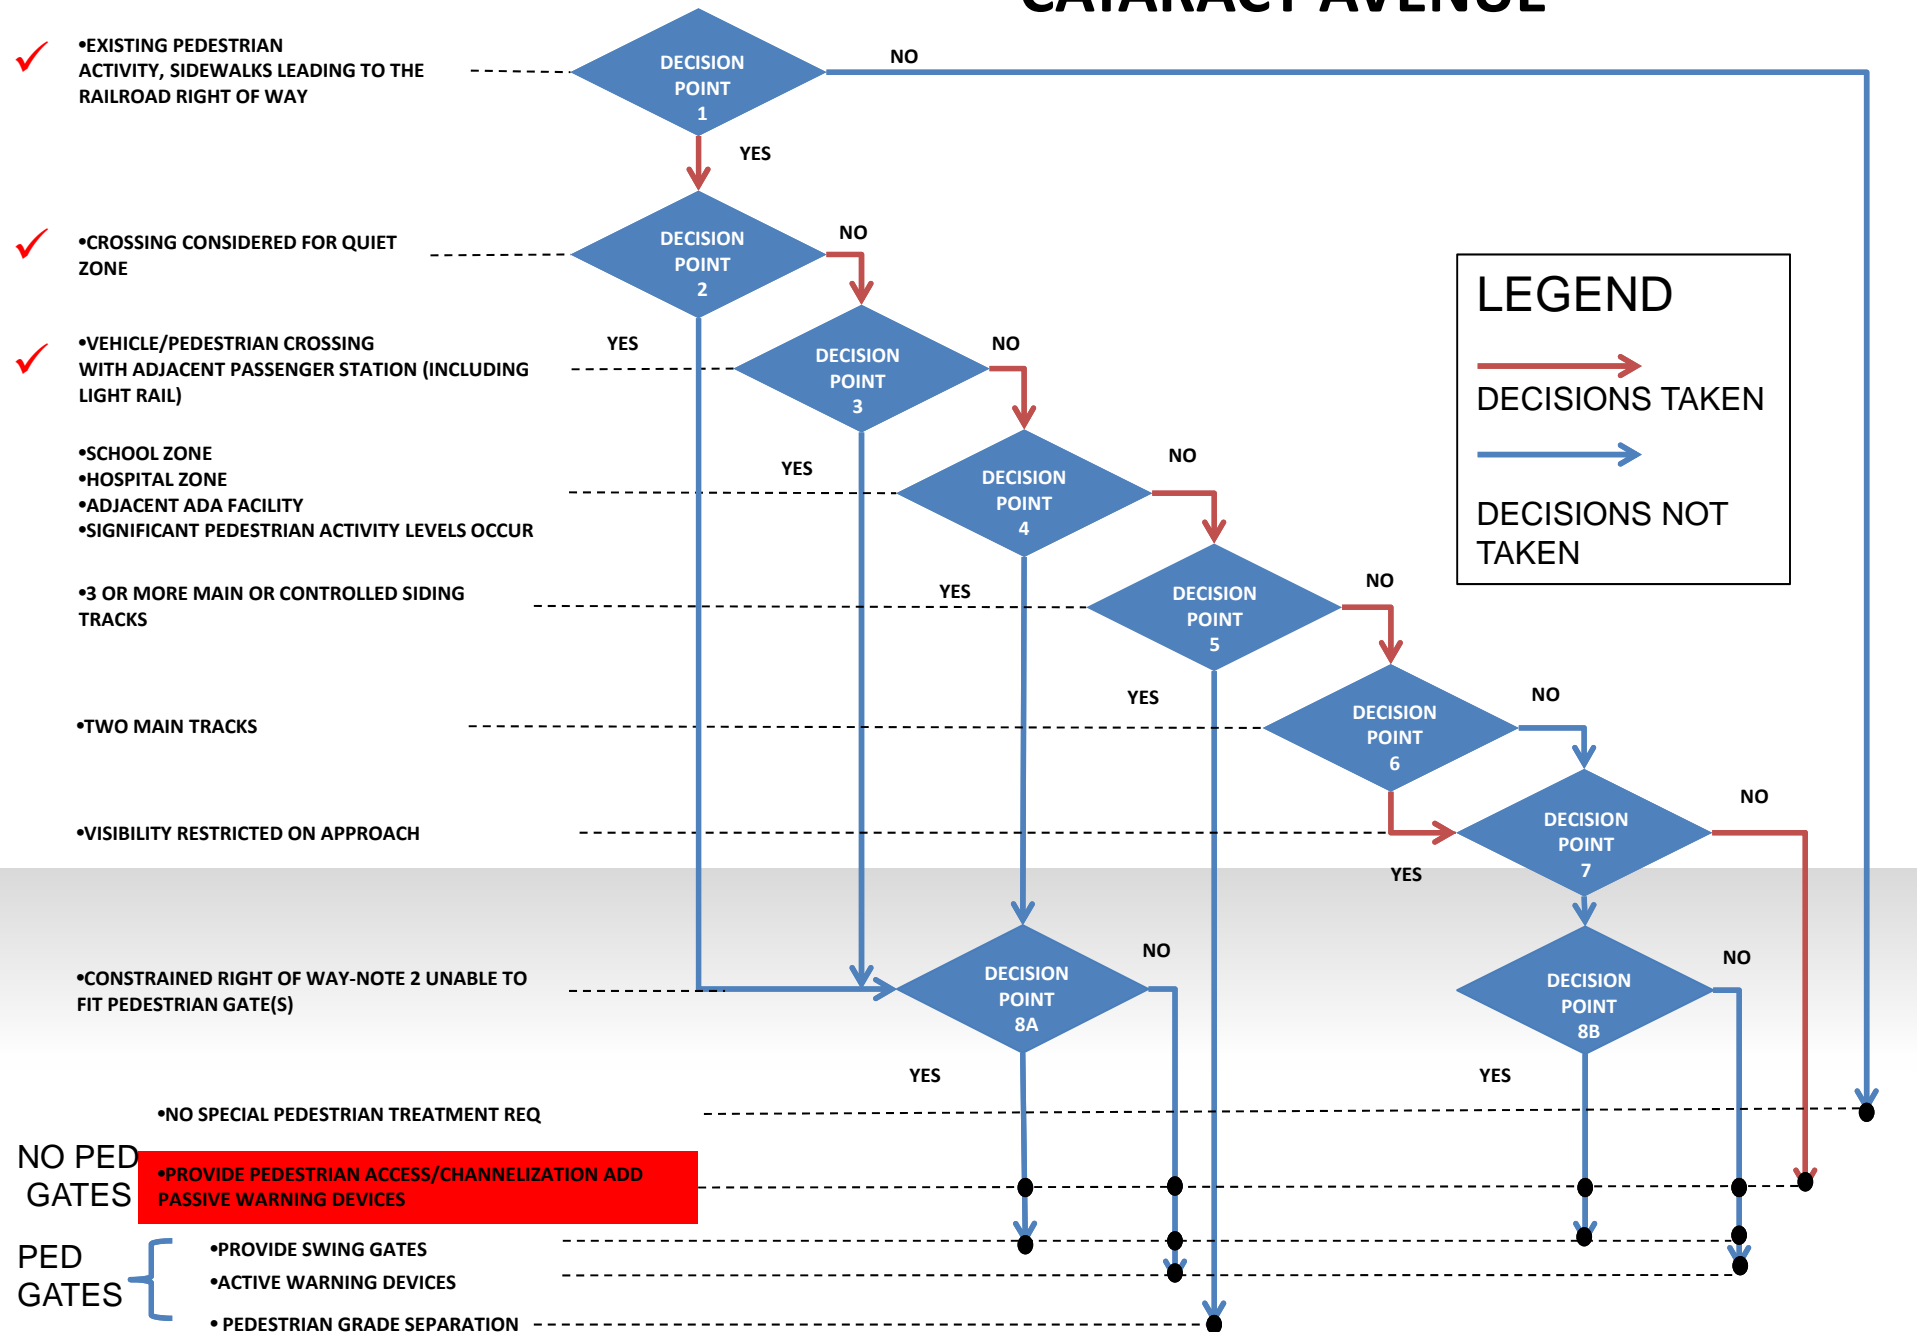 CATARACT AVENUE
•EXISTING PEDESTRIAN
ACTIVITY, SIDEWALKS LEADING TO THE
RAILROAD RIGHT OF WAY
DECISION
POINT
1
NO
YES
•CROSSING CONSIDERED FOR QUIET
ZONE
DECISION
POINT
2
NO
LEGEND
DECISIONS TAKEN
DECISIONS NOT
TAKEN
•VEHICLE/PEDESTRIAN CROSSING
WITH ADJACENT PASSENGER STATION (INCLUDING
LIGHT RAIL)
YES
DECISION
POINT
3
NO
•SCHOOL ZONE
•HOSPITAL ZONE
•ADJACENT ADA FACILITY
•SIGNIFICANT PEDESTRIAN ACTIVITY LEVELS OCCUR
YES
DECISION
POINT
4
NO
•3 OR MORE MAIN OR CONTROLLED SIDING
TRACKS
YES
DECISION
POINT
5
NO
•TWO MAIN TRACKS
YES
DECISION
POINT
6
NO
•VISIBILITY RESTRICTED ON APPROACH
YES
DECISION
POINT
7
NO
•CONSTRAINED RIGHT OF WAY-NOTE 2 UNABLE TO
FIT PEDESTRIAN GATE(S)
DECISION
POINT
8A
NO
YES
DECISION
POINT
8B
NO
YES
•NO SPECIAL PEDESTRIAN TREATMENT REQ
NO PED
GATES
•PROVIDE PEDESTRIAN ACCESS/CHANNELIZATION ADD
PASSIVE WARNING DEVICES
PED
GATES
•PROVIDE SWING GATES
•ACTIVE WARNING DEVICES
• PEDESTRIAN GRADE SEPARATION